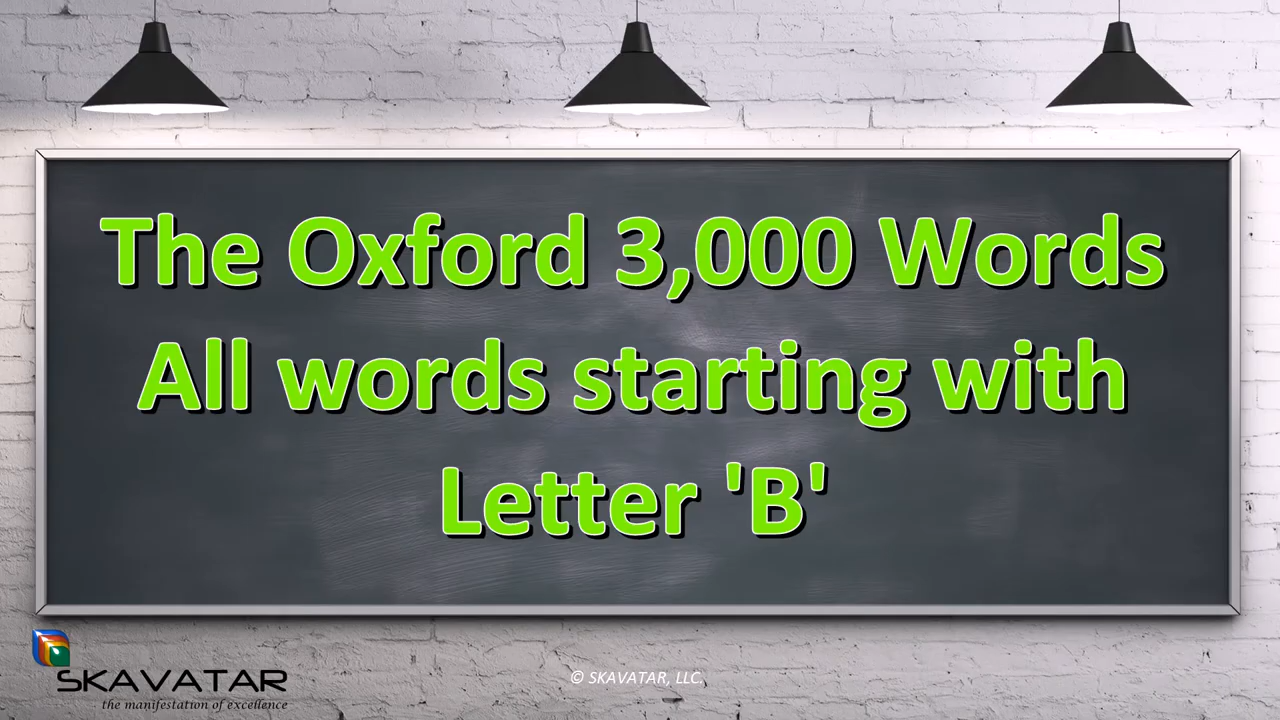 The Oxford 3,000 Words
All words starting with
Letter 'B'
SKAVATAR
the manifestation of excellence
© SKAVATAR, LLC.